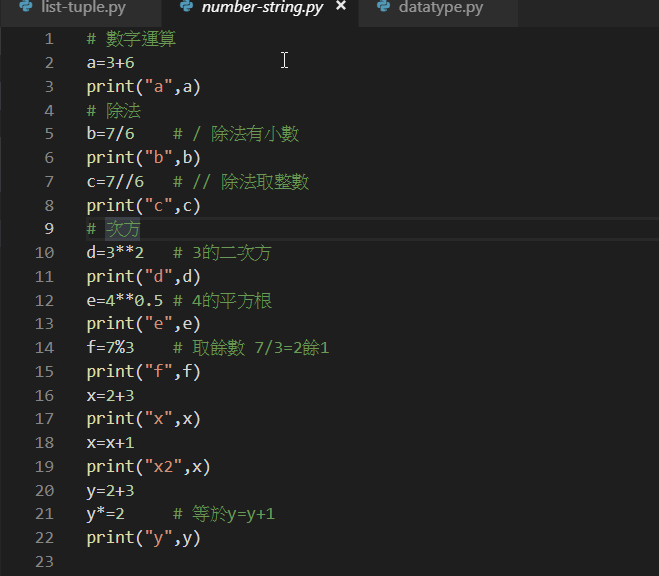 list-tuple.py number-string.py × datatype.py
1 # 數字運算
2 a=3+6
3 print("a",a)
4 # 除法
5 b=7/6 # / 除法有小數
6 print("b",b)
7 c=7//6 # // 除法取整數
8 print("c",c)
9 # 次方
10 d=3**2 # 3的二次方
11 print("d",d)
12 e=4**0.5 # 4的平方根
13 print("e",e)
14 f=7%3 # 取餘數 7/3=2餘1
15 print("f",f)
16 x=2+3
17 print("x",x)
18 x=x+1
19 print("x2",x)
20 y=2+3
21 y*=2 # 等於y=y+1
22 print("y",y)
23